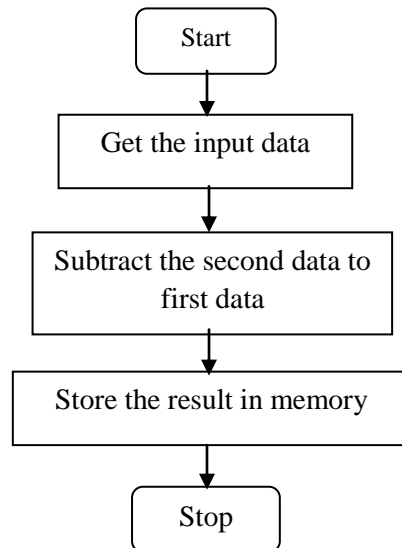 Start
Get the input data
Subtract the second data to
first data
Store the result in memory
Stop